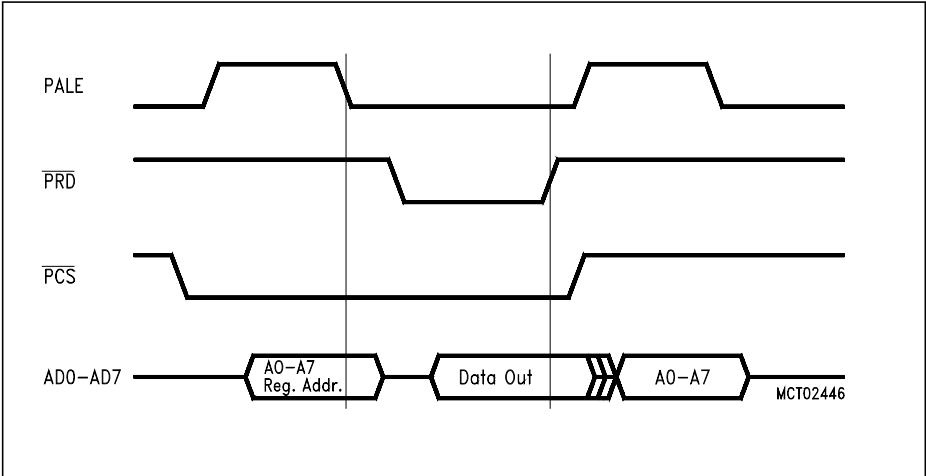 PALE
PRD
PCS
AD0-AD7
A0-A7
Reg. Addr.
Data Out
A0-A7
MCT02446